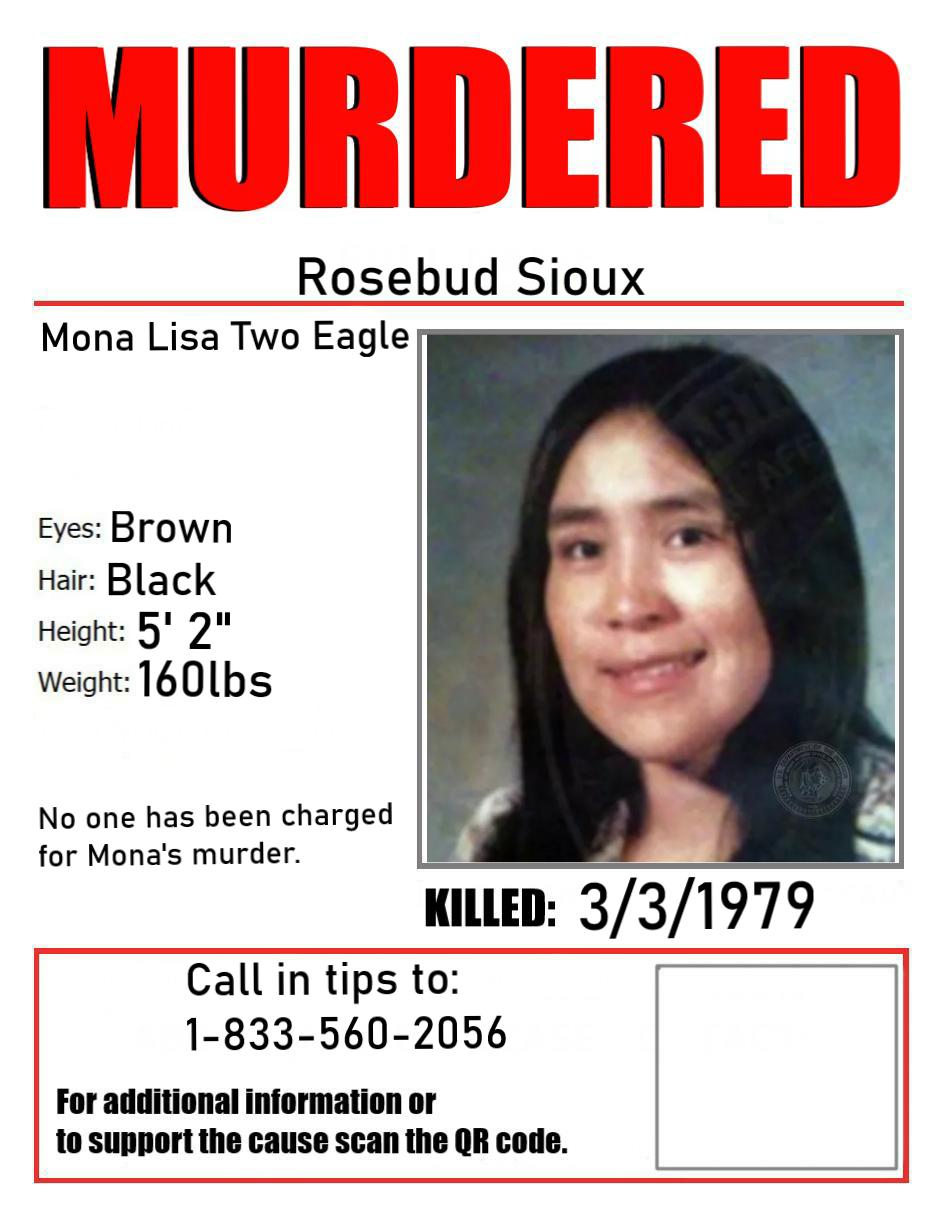 MURDERED
Rosebud Sioux
Mona Lisa Two Eagle
Eyes: Brown
Hair: Black
Height: 5' 2"
Weight: 160lbs
No one has been charged
for Mona's murder.
KILLED: 3/3/1979
Call in tips to:
1-833-560-2056
For additional information or
to support the cause scan the QR code.